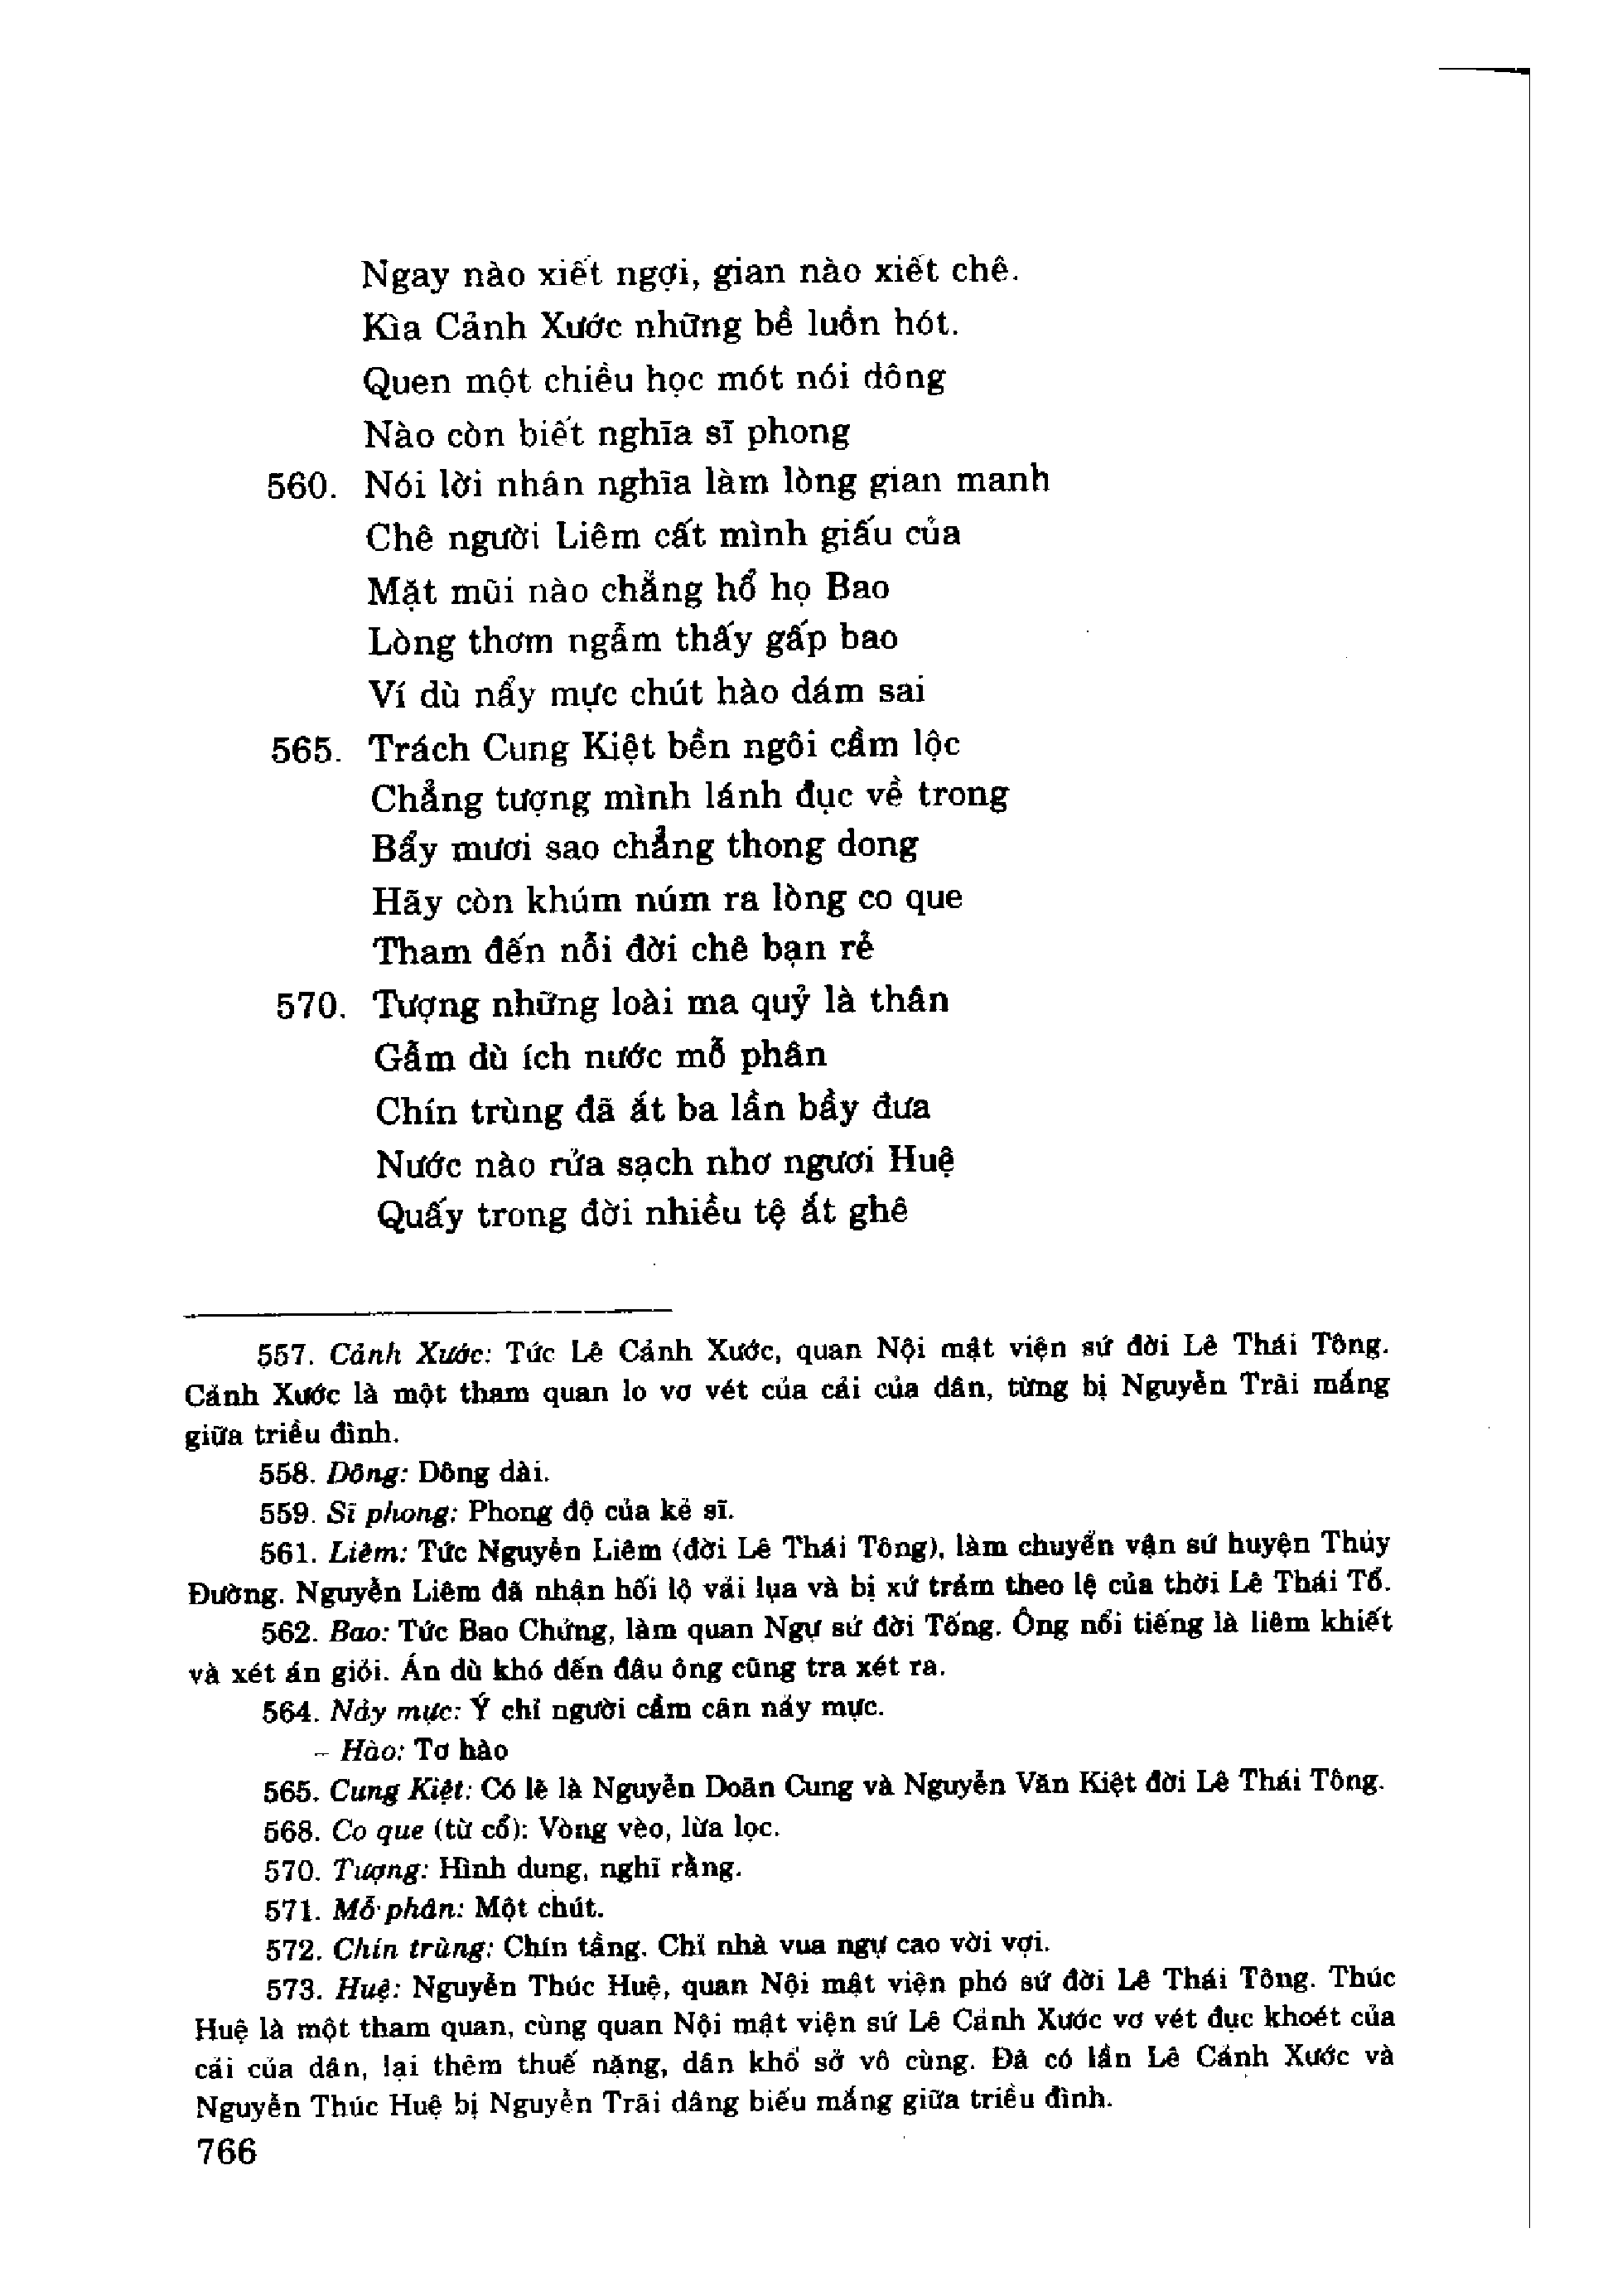 Ngay nào xiết ngợi, gian nào xiết chê.
Kìa Cảnh Xước những bề luồn hót.
Quen một chiều học mót nói dông
Nào còn biết nghĩa sĩ phong
560. Nói lời nhân nghĩa làm lòng gian manh
Chê người Liêm cất mình giấu của
Mặt mũi nào chẳng hổ họ Bao
Lòng thơm ngẫm thấy gấp bao
Ví dù nẩy mực chút hào dám sai
565. Trách Cung Kiệt bền ngôi cầm lộc
Chẳng tượng mình lánh đục về trong
Bẩy mươi sao chẳng thong dong
Hãy còn khúm núm ra lòng co que
Tham đến nỗi đời chê bạn rẻ
570. Tượng những loài ma quỷ là thân
Gẫm dù ích nước mỗ phân
Chín trùng đã ắt ba lần bẩy đưa
Nước nào rửa sạch nhơ ngươi Huệ
Quấy trong đời nhiều tệ ắt ghê
557. Cảnh Xước: Tức Lê Cảnh Xước, quan Nội mật viện sứ đời Lê Thái Tông.
Cảnh Xước là một tham quan lo vơ vét của cải của dân, từng bị Nguyễn Trãi mắng
giữa triều đình.
558. Dông: Dông dài.
559. Sĩ phong: Phong độ của kẻ sĩ.
561. Liêm: Tức Nguyễn Liêm (đời Lê Thái Tông), làm chuyển vận sứ huyện Thủy
Đường. Nguyễn Liêm đã nhận hối lộ vải lụa và bị xử trảm theo lệ của thời Lê Thái Tổ.
562. Bao: Tức Bao Chửng, làm quan Ngự sử đời Tống. Ông nổi tiếng là liêm khiết
và xét án giỏi. Án dù khó đến đâu ông cũng tra xét ra.
564. Nảy mực: Ý chỉ người cầm cân nảy mực.
– Hào: Tơ hào
565. Cung Kiệt: Có lẽ là Nguyễn Doãn Cung và Nguyễn Văn Kiệt đời Lê Thái Tông.
568. Co que (từ cổ): Vòng vèo, lừa lọc.
570. Tượng: Hình dung, nghĩ rằng.
571. Mỗ phân: Một chút.
572. Chín trùng: Chín tầng. Chỉ nhà vua ngự cao vời vợi.
573. Huệ: Nguyễn Thúc Huệ, quan Nội mật viện phó sứ đời Lê Thái Tông. Thúc
Huệ là một tham quan, cùng quan Nội mật viện sứ Lê Cảnh Xước vơ vét đục khoét của
cải của dân, lại thêm thuế nặng, dân khổ sở vô cùng. Đã có lần Lê Cảnh Xước và
Nguyễn Thúc Huệ bị Nguyễn Trãi dâng biểu mắng giữa triều đình.
766